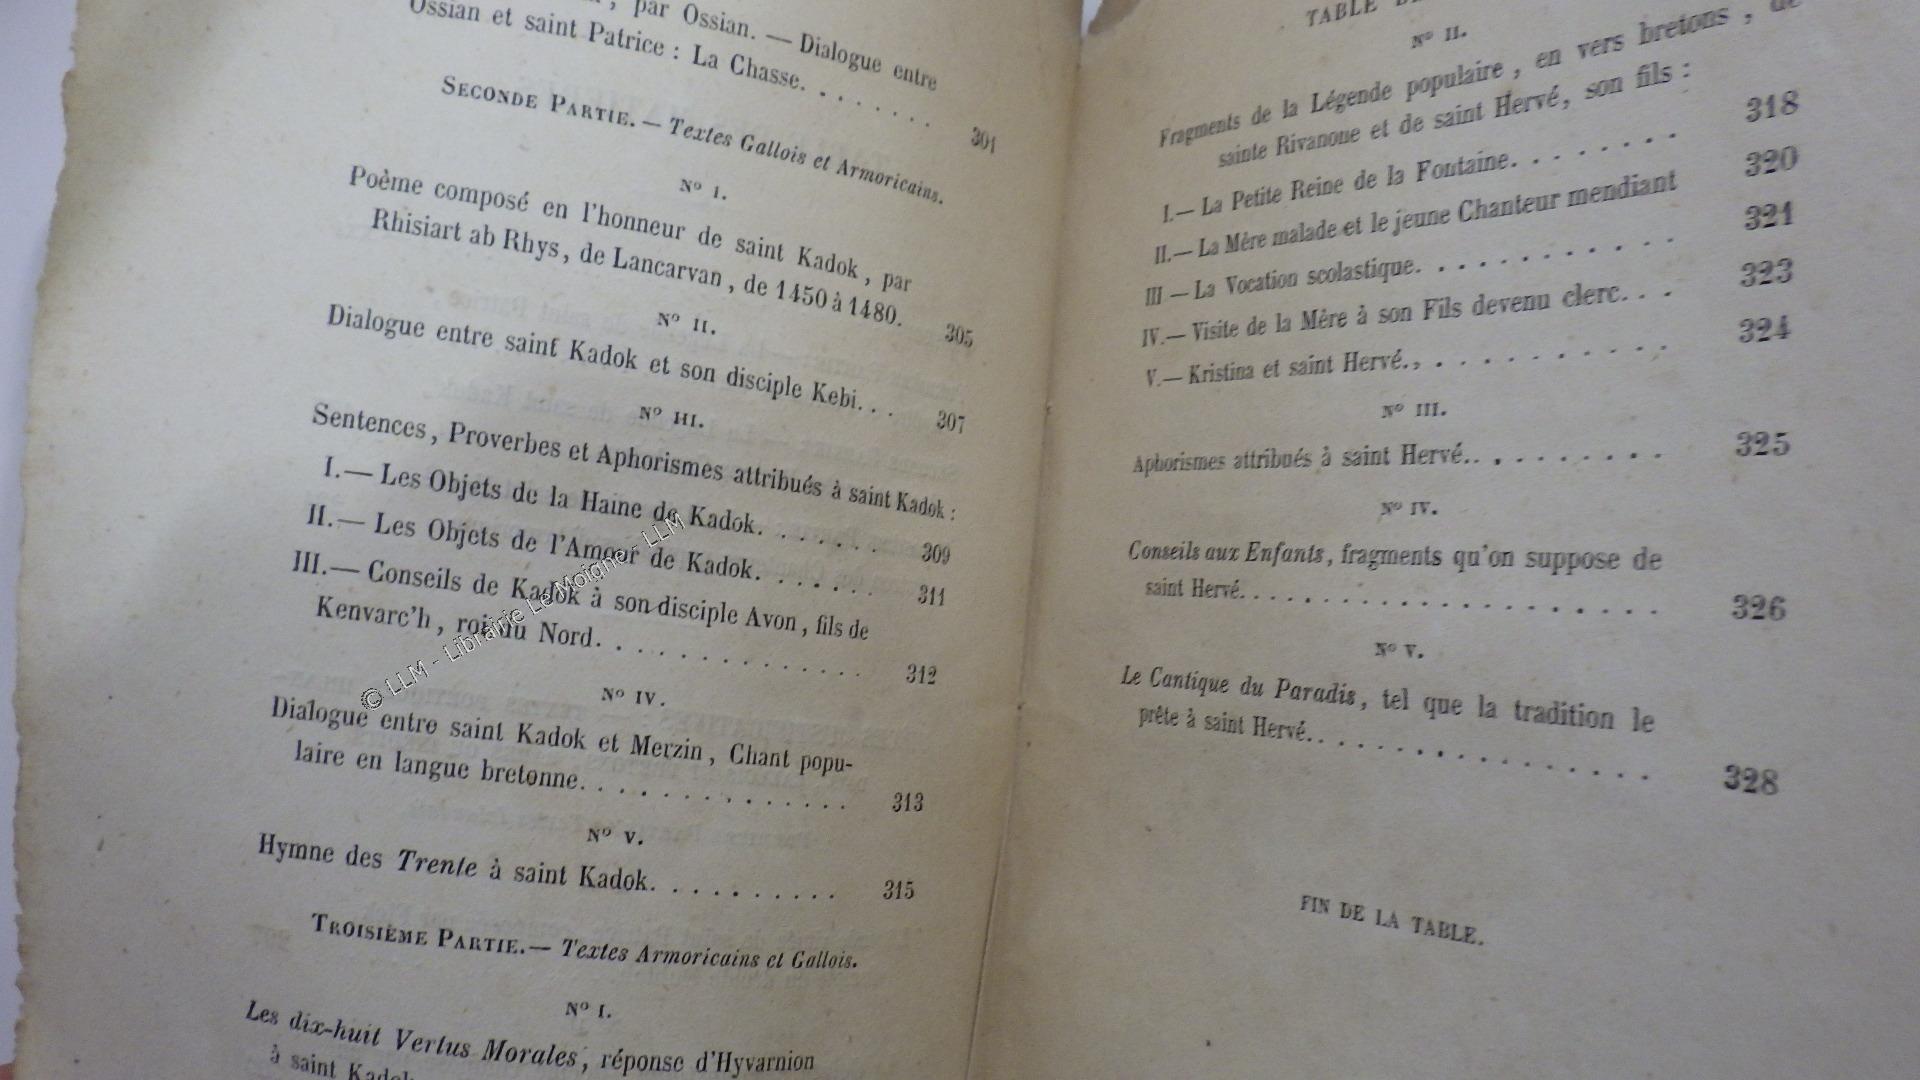 par Ossian. — Dialogue entre
Ossian et saint Patrice : La Chasse. . . . . . . . 301
SECONDE PARTIE. — Textes Gallois et Armoricains.
N° I.
Poème composé en l'honneur de saint Kadok, par
Rhisiart ab Rhys, de Lancarvan, de 1450 à 1480. 305
N° II.
Dialogue entre saint Kadok et son disciple Kebi. . . 307
N° III.
Sentences, Proverbes et Aphorismes attribués à saint Kadok :
I. — Les Objets de la Haine de Kadok. . . . . . . 309
II. — Les Objets de l'Amour de Kadok. . . . . . . 311
III. — Conseils de Kadok à son disciple Avon, fils de
Kenvarc'h, roi du Nord. . . . . . . . . . . . . . 312
N° IV.
Dialogue entre saint Kadok et Merzin, Chant popu-
laire en langue bretonne. . . . . . . . . . . . . . 313
N° V.
Hymne des Trente à saint Kadok. . . . . . . . . . 315
TROISIÈME PARTIE. — Textes Armoricains et Gallois.
N° I.
Les dix-huit Vertus Morales, réponse d'Hyvarnion
à saint Kadok
TABLE
N° II.
Fragments de la Légende populaire, en vers bretons, de
sainte Rivanoue et de saint Hervé, son fils :
I. — La Petite Reine de la Fontaine. . . . . . . . 318
II. — La Mère malade et le jeune Chanteur mendiant 320
III — La Vocation scolastique. . . . . . . . . . . 321
IV. — Visite de la Mère à son Fils devenu clerc. . . 323
V. — Kristina et saint Hervé. , . . . . . . . . . . 324
N° III.
Aphorismes attribués à saint Hervé. . . . . . . . . 325
N° IV.
Conseils aux Enfants, fragments qu'on suppose de
saint Hervé. . . . . . . . . . . . . . . . . . . . . 326
N° V.
Le Cantique du Paradis, tel que la tradition le
prête à saint Hervé. . . . . . . . . . . . . . . . . 328
FIN DE LA TABLE.
© LLM - Librairie Le Moigne - LLM